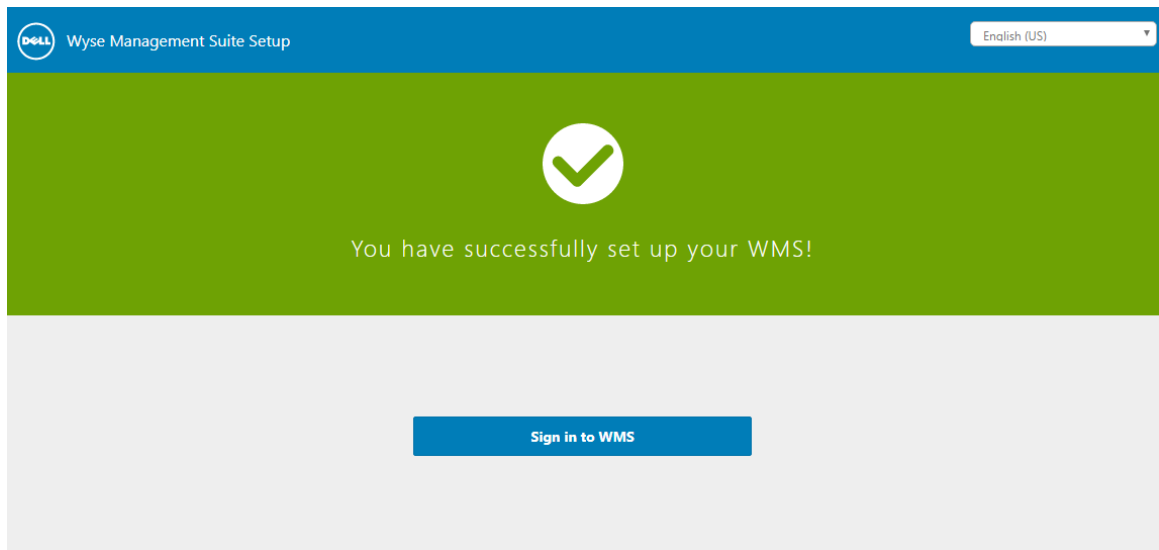 DELL
Wyse Management Suite Setup
English (US)
You have successfully set up your WMS!
Sign in to WMS